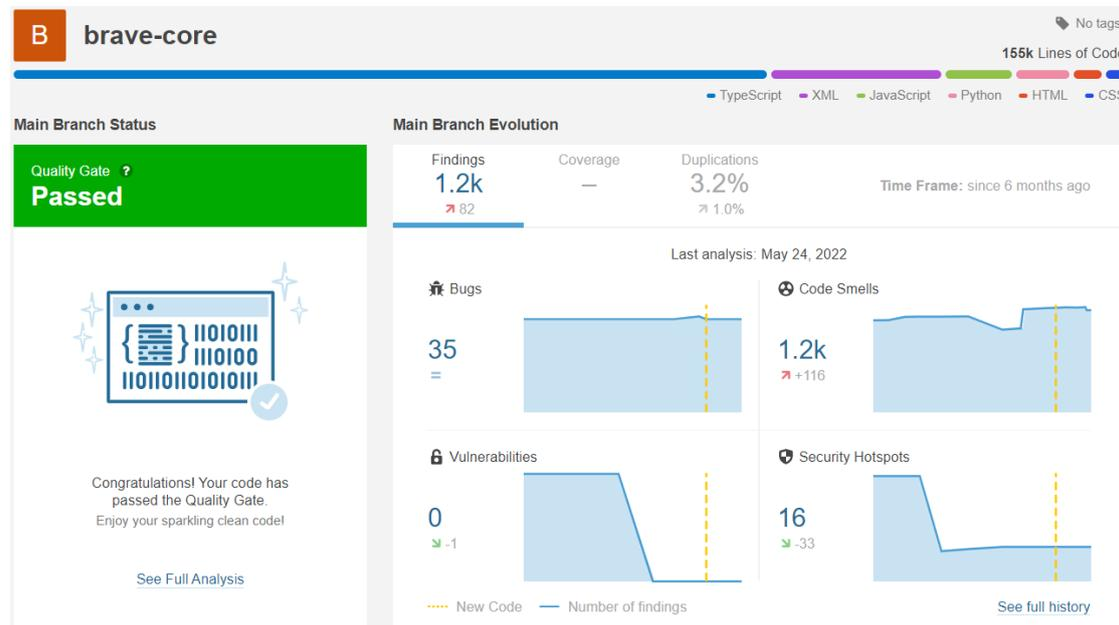 B brave-core
No tags
155k Lines of Code
TypeScript XML JavaScript Python HTML CSS
Main Branch Status
Quality Gate ?
Passed
{ } IIOIOIII
IIIOIOO
IIOIIOIIOIOIIII
Congratulations! Your code has
passed the Quality Gate.
Enjoy your sparkling clean code!
See Full Analysis
Main Branch Evolution
Findings
1.2k
82
Coverage
—
Duplications
3.2%
1.0%
Time Frame: since 6 months ago
Last analysis: May 24, 2022
Bugs
35
=
Code Smells
1.2k
+116
Vulnerabilities
0
-1
Security Hotspots
16
-33
New Code Number of findings
See full history